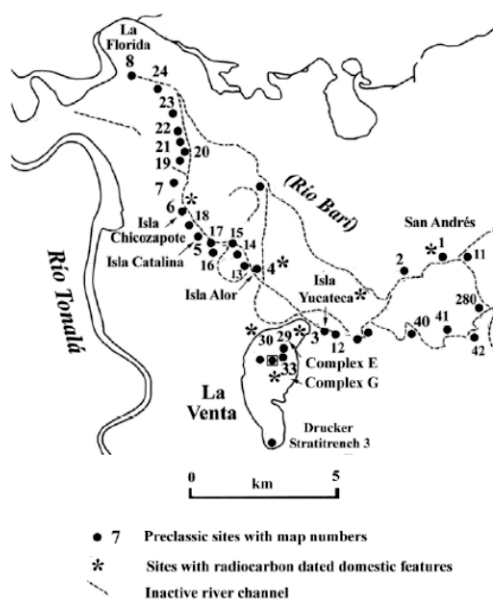 La
Florida
8
24
23
22
21
20
19
7
(Río Bari)
6
18
Isla
Chicozapote
17
15
San Andrés
1
11
5
14
2
Isla Catalina
16
13
4
Isla
Yucateca
Isla Alor
280
Río Tonalá
3
12
40
41
42
30
29
Complex E
33
Complex G
La
Venta
Drucker
Stratitrench 3
0
5
km
7 Preclassic sites with map numbers
* Sites with radiocarbon dated domestic features
Inactive river channel